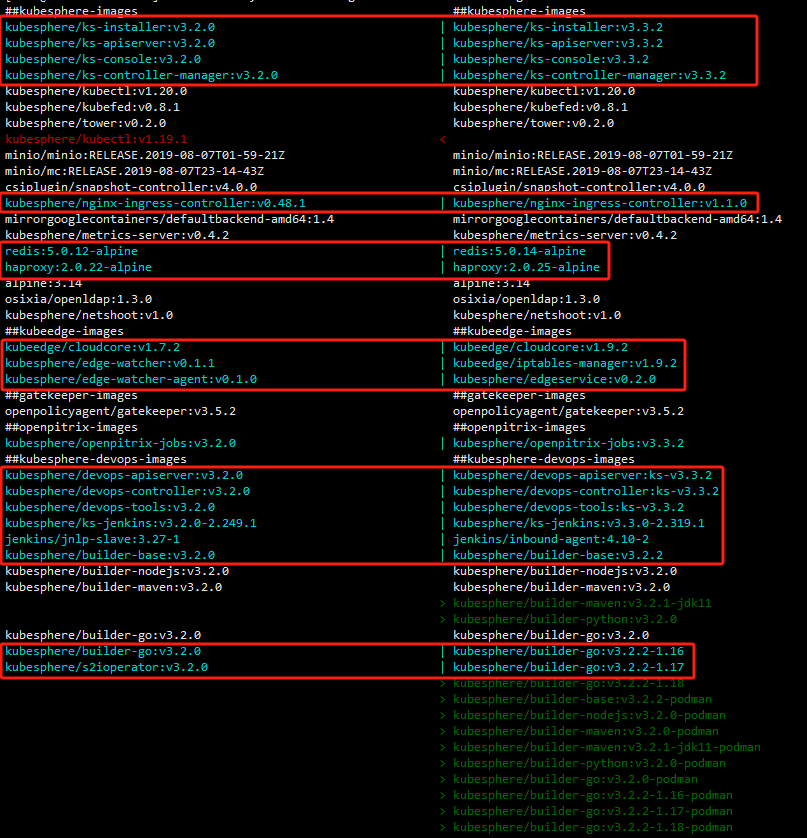 ##kubesphere-images ##kubesphere-images
kubesphere/ks-installer:v3.2.0 | kubesphere/ks-installer:v3.3.2
kubesphere/ks-apiserver:v3.2.0 | kubesphere/ks-apiserver:v3.3.2
kubesphere/ks-console:v3.2.0 | kubesphere/ks-console:v3.3.2
kubesphere/ks-controller-manager:v3.2.0 | kubesphere/ks-controller-manager:v3.3.2
kubesphere/kubectl:v1.20.0 kubesphere/kubectl:v1.20.0
kubesphere/kubefed:v0.8.1 kubesphere/kubefed:v0.8.1
kubesphere/tower:v0.2.0 kubesphere/tower:v0.2.0
kubesphere/kubectl:v1.19.1 <
minio/minio:RELEASE.2019-08-07T01-59-21Z minio/minio:RELEASE.2019-08-07T01-59-21Z
minio/mc:RELEASE.2019-08-07T23-14-43Z minio/mc:RELEASE.2019-08-07T23-14-43Z
csiplugin/snapshot-controller:v4.0.0 csiplugin/snapshot-controller:v4.0.0
kubesphere/nginx-ingress-controller:v0.48.1 | kubesphere/nginx-ingress-controller:v1.1.0
mirrorgooglecontainers/defaultbackend-amd64:1.4 mirrorgooglecontainers/defaultbackend-amd64:1.4
kubesphere/metrics-server:v0.4.2 kubesphere/metrics-server:v0.4.2
redis:5.0.12-alpine | redis:5.0.14-alpine
haproxy:2.0.22-alpine | haproxy:2.0.25-alpine
alpine:3.14 alpine:3.14
osixia/openldap:1.3.0 osixia/openldap:1.3.0
kubesphere/netshoot:v1.0 kubesphere/netshoot:v1.0
##kubeedge-images ##kubeedge-images
kubeedge/cloudcore:v1.7.2 | kubeedge/cloudcore:v1.9.2
kubesphere/edge-watcher:v0.1.1 | kubeedge/iptables-manager:v1.9.2
kubesphere/edge-watcher-agent:v0.1.0 | kubesphere/edgeservice:v0.2.0
##gatekeeper-images ##gatekeeper-images
openpolicyagent/gatekeeper:v3.5.2 openpolicyagent/gatekeeper:v3.5.2
##openpitrix-images ##openpitrix-images
kubesphere/openpitrix-jobs:v3.2.0 | kubesphere/openpitrix-jobs:v3.3.2
##kubesphere-devops-images ##kubesphere-devops-images
kubesphere/devops-apiserver:v3.2.0 | kubesphere/devops-apiserver:ks-v3.3.2
kubesphere/devops-controller:v3.2.0 | kubesphere/devops-controller:ks-v3.3.2
kubesphere/devops-tools:v3.2.0 | kubesphere/devops-tools:ks-v3.3.2
kubesphere/ks-jenkins:v3.2.0-2.249.1 | kubesphere/ks-jenkins:v3.3.0-2.319.1
jenkins/jnlp-slave:3.27-1 | jenkins/inbound-agent:4.10-2
kubesphere/builder-base:v3.2.0 | kubesphere/builder-base:v3.2.2
kubesphere/builder-nodejs:v3.2.0 kubesphere/builder-nodejs:v3.2.0
kubesphere/builder-maven:v3.2.0 kubesphere/builder-maven:v3.2.0
> kubesphere/builder-maven:v3.2.1-jdk11
> kubesphere/builder-python:v3.2.0
kubesphere/builder-go:v3.2.0 kubesphere/builder-go:v3.2.0
kubesphere/builder-go:v3.2.0 | kubesphere/builder-go:v3.2.2-1.16
kubesphere/s2ioperator:v3.2.0 | kubesphere/builder-go:v3.2.2-1.17
> kubesphere/builder-go:v3.2.2-1.18
> kubesphere/builder-base:v3.2.2-podman
> kubesphere/builder-nodejs:v3.2.0-podman
> kubesphere/builder-maven:v3.2.0-podman
> kubesphere/builder-maven:v3.2.1-jdk11-podman
> kubesphere/builder-python:v3.2.0-podman
> kubesphere/builder-go:v3.2.0-podman
> kubesphere/builder-go:v3.2.2-1.16-podman
> kubesphere/builder-go:v3.2.2-1.17-podman
> kubesphere/builder-go:v3.2.2-1.18-podman